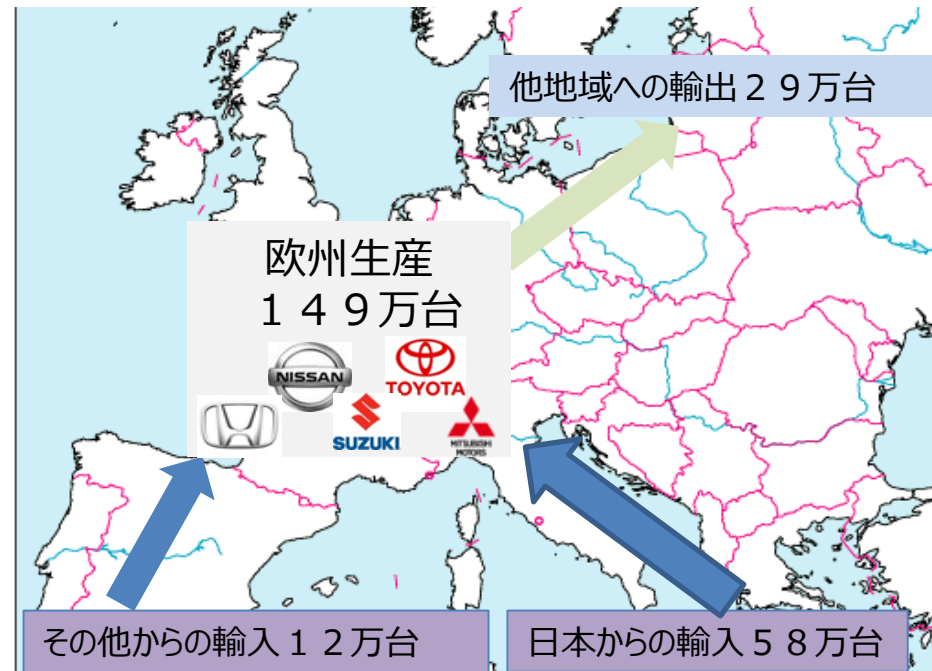 他地域への輸出２９万台
欧州生産
１４９万台
NISSAN
TOYOTA
SUZUKI
MITSUBISHI
MOTORS
その他からの輸入１２万台
日本からの輸入５８万台